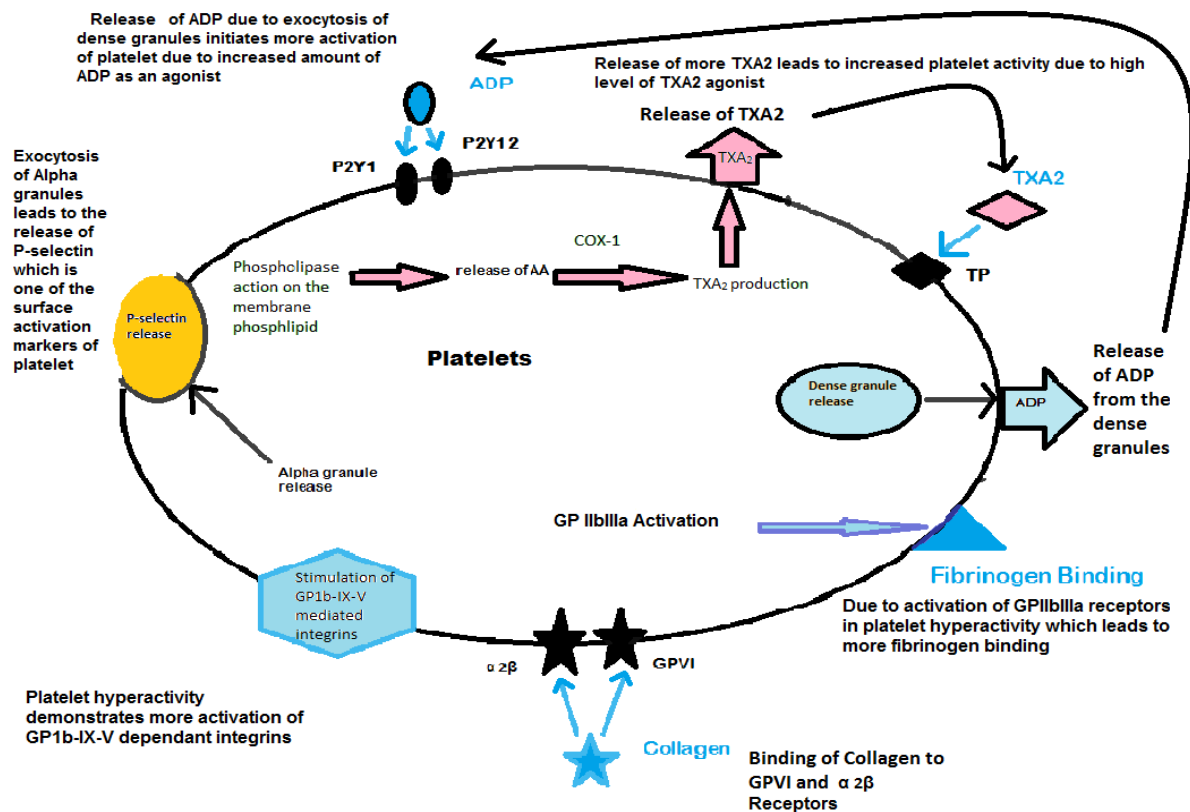 Release of ADP due to exocytosis of
dense granules initiates more activation
of platelet due to increased amount of
ADP as an agonist
ADP
Release of more TXA2 leads to increased platelet activity due to high
level of TXA2 agonist
Release of TXA2
TXA₂
P2Y1
P2Y12
Exocytosis
of Alpha
granules
leads to the
release of
P-selectin
which is
one of the
surface
activation
markers of
platelet
TXA2
TP
COX-1
Phospholipase
action on the
membrane
phosphlipid
release of AA
TXA₂ production
P-selectin
release
Platelets
Dense granule
release
ADP
Release
of ADP
from the
dense
granules
Alpha granule
release
GP IIbIIIa Activation
Fibrinogen Binding
Due to activation of GPIIbIIIa receptors
in platelet hyperactivity which leads to
more fibrinogen binding
Stimulation of
GP1b-IX-V
mediated
integrins
α 2β
GPVI
Platelet hyperactivity
demonstrates more activation of
GP1b-IX-V dependant integrins
Collagen
Binding of Collagen to
GPVI and α 2β
Receptors